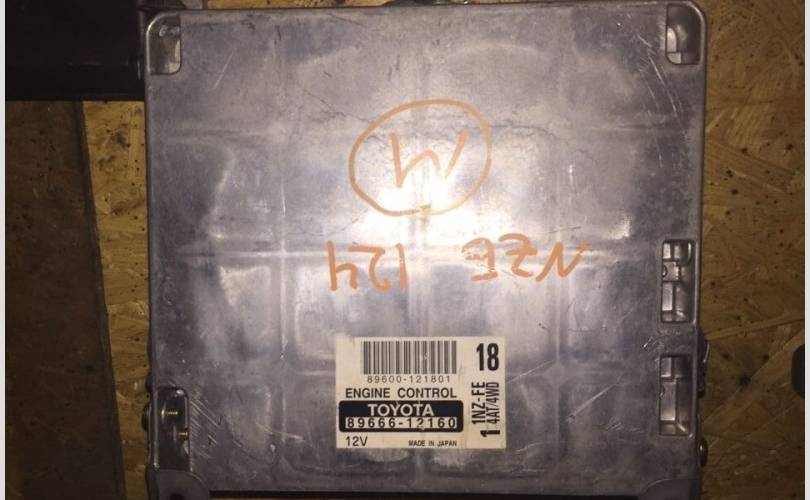 M
NZE 124
89600-121801
18
ENGINE CONTROL
TOYOTA
89666-12160
12V MADE IN JAPAN
1 1NZ-FE
4AT/4WD